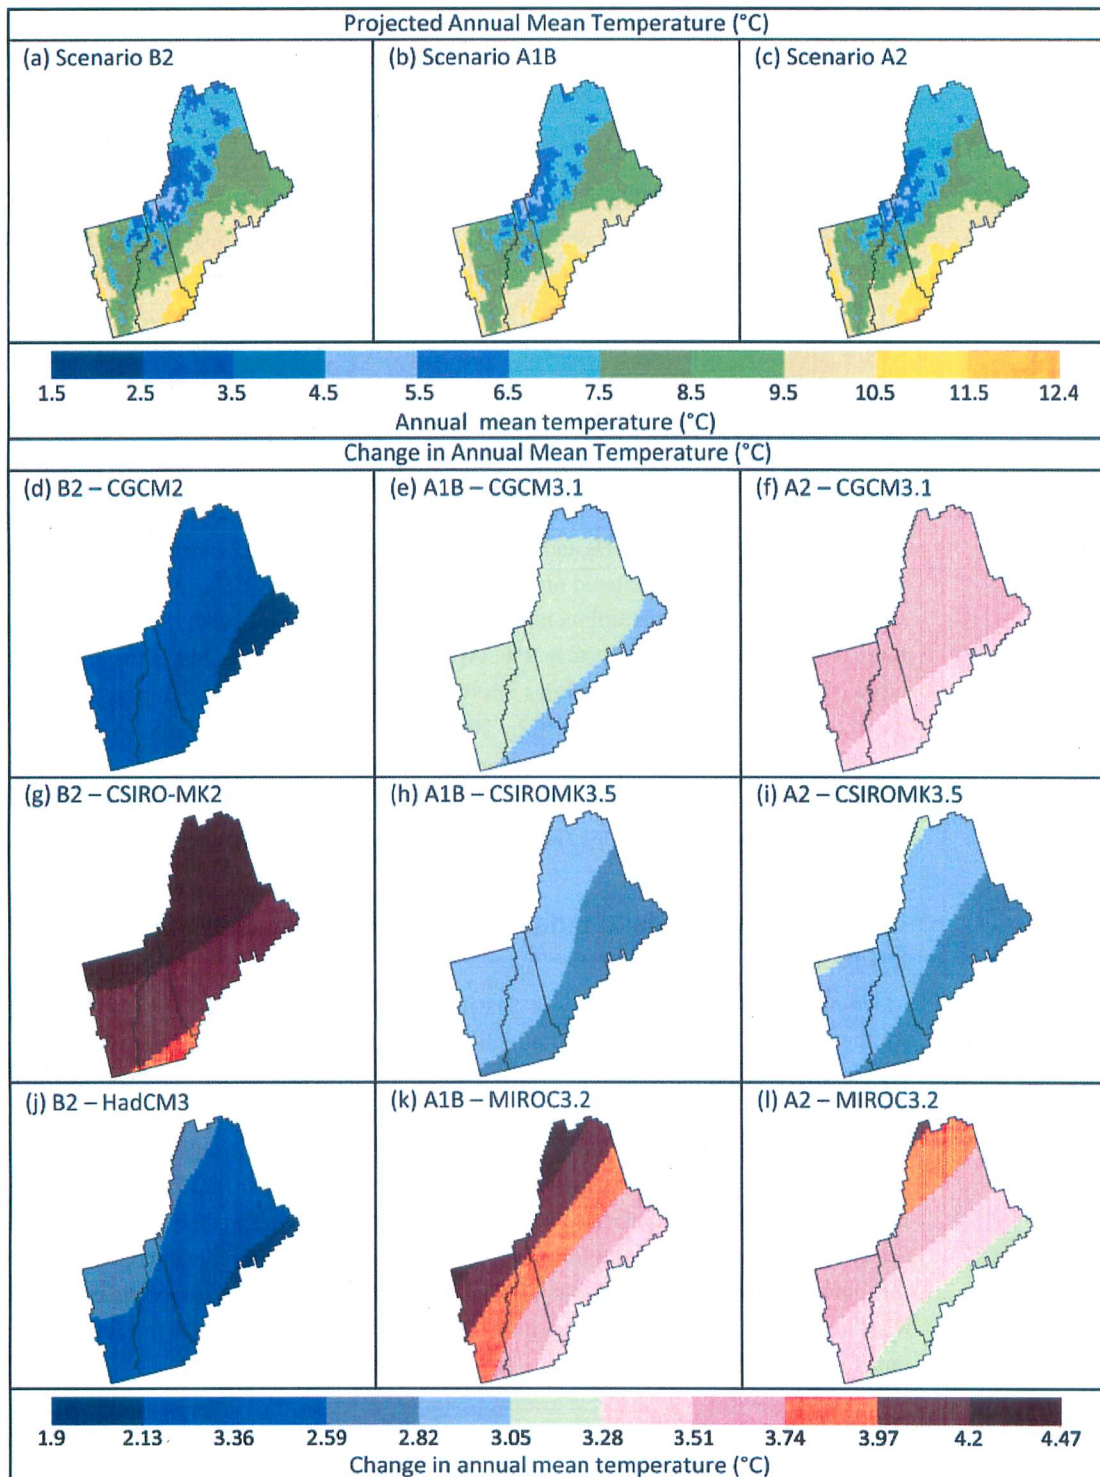 Projected Annual Mean Temperature (°C)
(a) Scenario B2
(b) Scenario A1B
(c) Scenario A2
1.5 2.5 3.5 4.5 5.5 6.5 7.5 8.5 9.5 10.5 11.5 12.4
Annual mean temperature (°C)
Change in Annual Mean Temperature (°C)
(d) B2 – CGCM2
(e) A1B – CGCM3.1
(f) A2 – CGCM3.1
(g) B2 – CSIRO-MK2
(h) A1B – CSIROMK3.5
(i) A2 – CSIROMK3.5
(j) B2 – HadCM3
(k) A1B – MIROC3.2
(l) A2 – MIROC3.2
1.9 2.13 3.36 2.59 2.82 3.05 3.28 3.51 3.74 3.97 4.2 4.47
Change in annual mean temperature (°C)